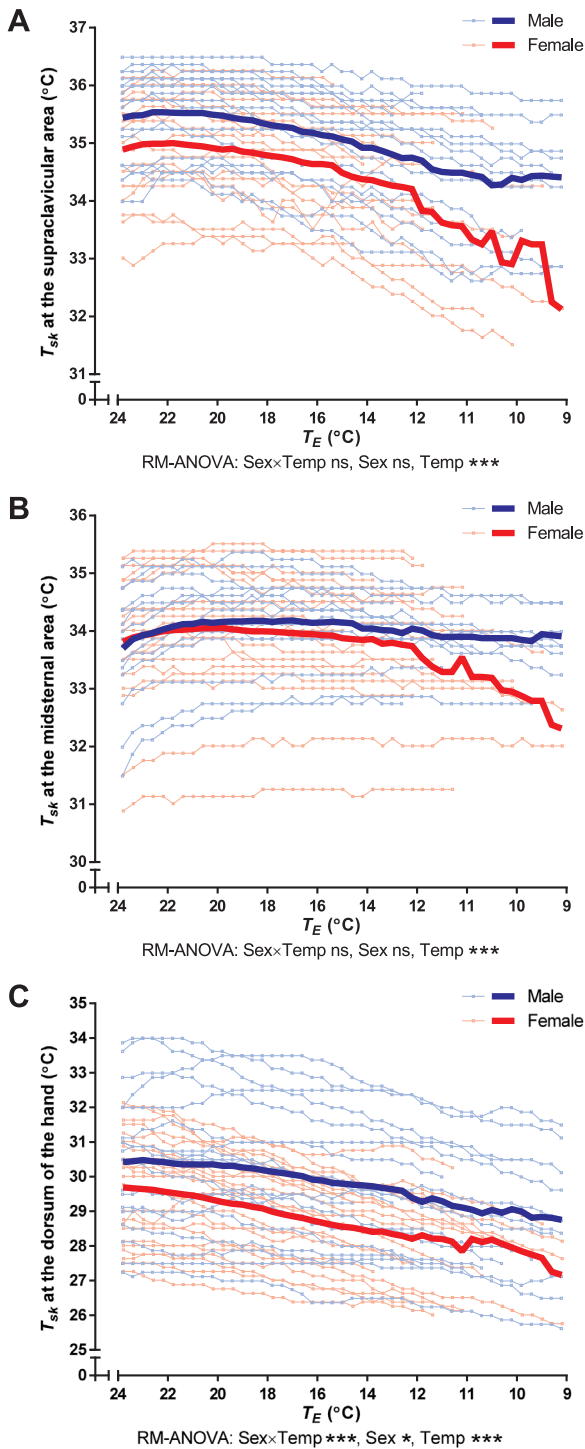 A
37
36
35
34
33
32
31
0
T_sk at the supraclavicular area (°C)
Male
Female
24 22 20 18 16 14 12 11 10 9
T_E (°C)
RM-ANOVA: Sex×Temp ns, Sex ns, Temp ***
B
36
35
34
33
32
31
30
0
T_sk at the midsternal area (°C)
Male
Female
24 22 20 18 16 14 12 11 10 9
T_E (°C)
RM-ANOVA: Sex×Temp ns, Sex ns, Temp ***
C
35
34
33
32
31
30
29
28
27
26
25
0
T_sk at the dorsum of the hand (°C)
Male
Female
24 22 20 18 16 14 12 11 10 9
T_E (°C)
RM-ANOVA: Sex×Temp ***, Sex *, Temp ***